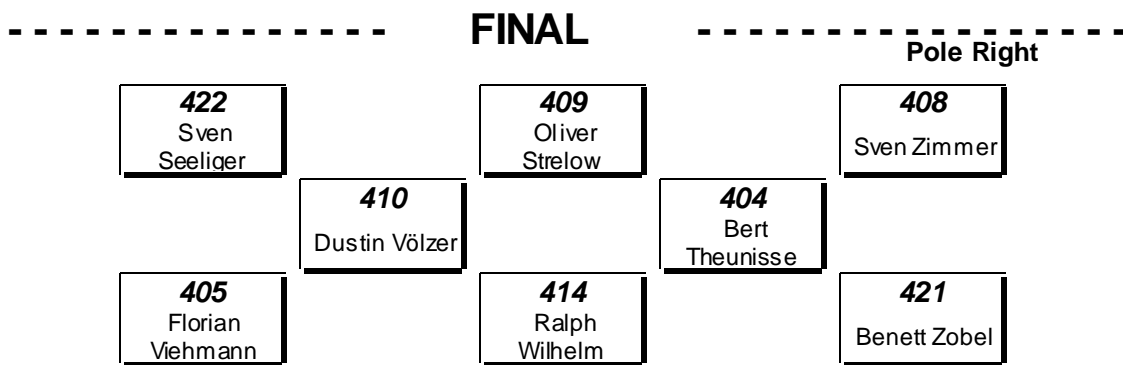 FINAL
Pole Right
422
Sven
Seeliger
409
Oliver
Strelow
408
Sven Zimmer
410
Dustin Völzer
404
Bert
Theunisse
405
Florian
Viehmann
414
Ralph
Wilhelm
421
Benett Zobel